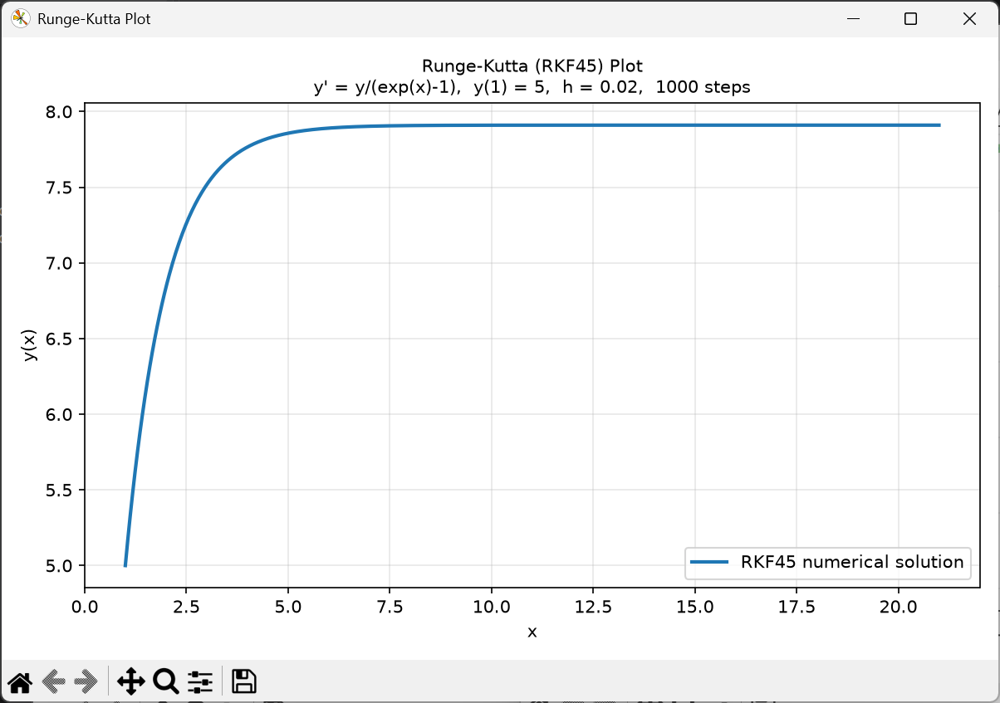 Runge-Kutta Plot
Runge-Kutta (RKF45) Plot
y' = y/(exp(x)-1),  y(1) = 5,  h = 0.02,  1000 steps
8.0
7.5
7.0
6.5
6.0
5.5
5.0
y(x)
RKF45 numerical solution
0.0 2.5 5.0 7.5 10.0 12.5 15.0 17.5 20.0
x